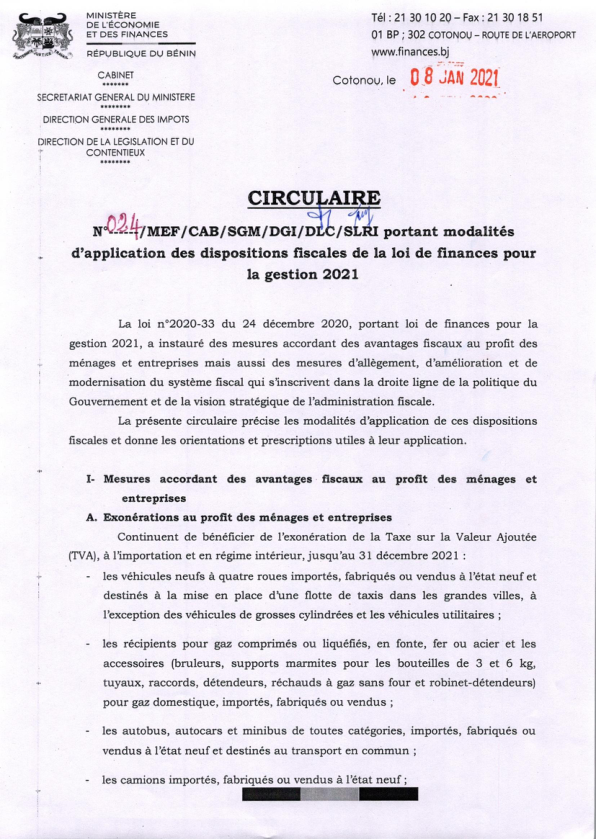 MINISTÈRE
DE L'ÉCONOMIE
ET DES FINANCES
RÉPUBLIQUE DU BÉNIN
Tél : 21 30 10 20 – Fax : 21 30 18 51
01 BP ; 302 COTONOU – ROUTE DE L'AEROPORT
www.finances.bj
CABINET
*******
SECRETARIAT GENERAL DU MINISTERE
********
DIRECTION GENERALE DES IMPOTS
********
DIRECTION DE LA LEGISLATION ET DU
CONTENTIEUX
********
Cotonou, le 08 JAN 2021
CIRCULAIRE
N°024/MEF/CAB/SGM/DGI/DLC/SLRI portant modalités
d'application des dispositions fiscales de la loi de finances pour
la gestion 2021
La loi n°2020-33 du 24 décembre 2020, portant loi de finances pour la
gestion 2021, a instauré des mesures accordant des avantages fiscaux au profit des
ménages et entreprises mais aussi des mesures d'allègement, d'amélioration et de
modernisation du système fiscal qui s'inscrivent dans la droite ligne de la politique du
Gouvernement et de la vision stratégique de l'administration fiscale.
La présente circulaire précise les modalités d'application de ces dispositions
fiscales et donne les orientations et prescriptions utiles à leur application.
I- Mesures accordant des avantages fiscaux au profit des ménages et
entreprises
A. Exonérations au profit des ménages et entreprises
Continuent de bénéficier de l'exonération de la Taxe sur la Valeur Ajoutée
(TVA), à l'importation et en régime intérieur, jusqu'au 31 décembre 2021 :
- les véhicules neufs à quatre roues importés, fabriqués ou vendus à l'état neuf et
destinés à la mise en place d'une flotte de taxis dans les grandes villes, à
l'exception des véhicules de grosses cylindrées et les véhicules utilitaires ;
- les récipients pour gaz comprimés ou liquéfiés, en fonte, fer ou acier et les
accessoires (bruleurs, supports marmites pour les bouteilles de 3 et 6 kg,
tuyaux, raccords, détendeurs, réchauds à gaz sans four et robinet-détendeurs)
pour gaz domestique, importés, fabriqués ou vendus ;
- les autobus, autocars et minibus de toutes catégories, importés, fabriqués ou
vendus à l'état neuf et destinés au transport en commun ;
- les camions importés, fabriqués ou vendus à l'état neuf ;